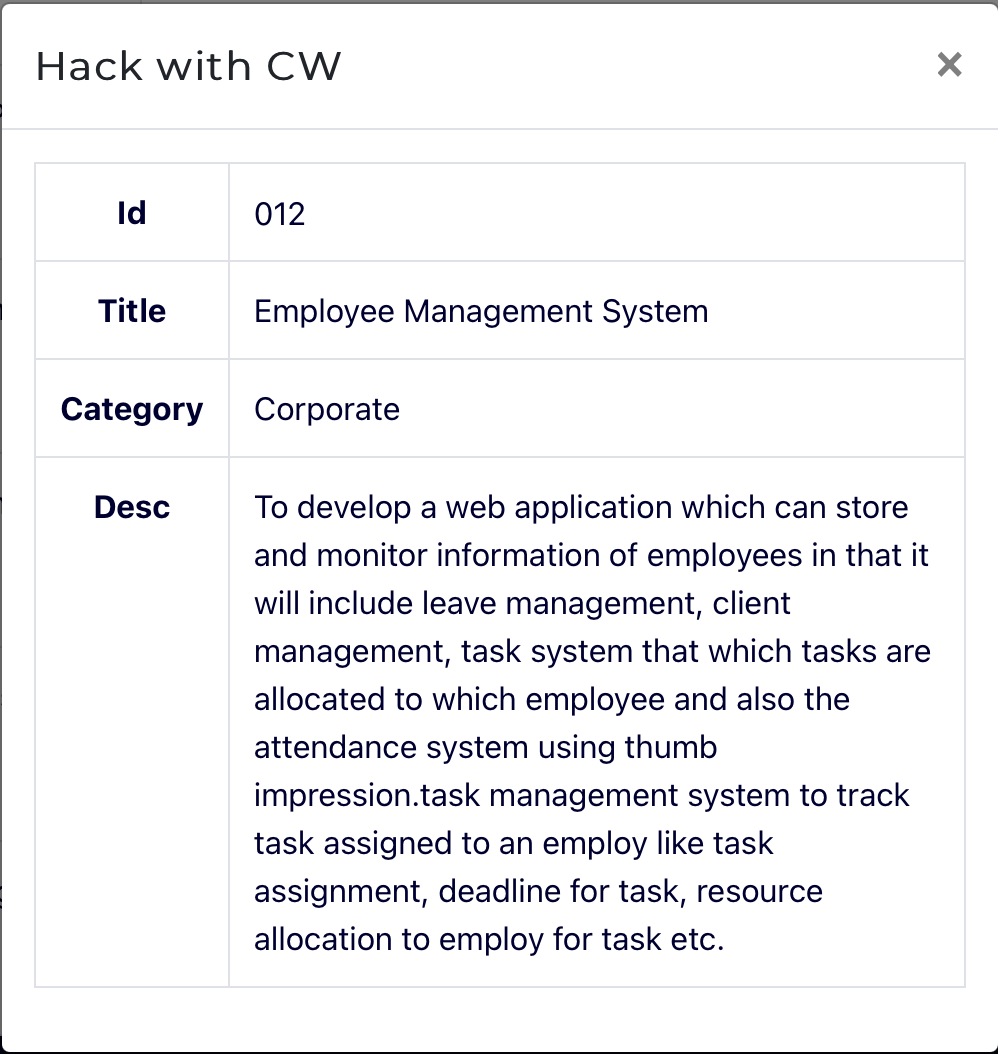 Hack with CW
×
Id
012
Title
Employee Management System
Category
Corporate
Desc
To develop a web application which can store
and monitor information of employees in that it
will include leave management, client
management, task system that which tasks are
allocated to which employee and also the
attendance system using thumb
impression.task management system to track
task assigned to an employ like task
assignment, deadline for task, resource
allocation to employ for task etc.